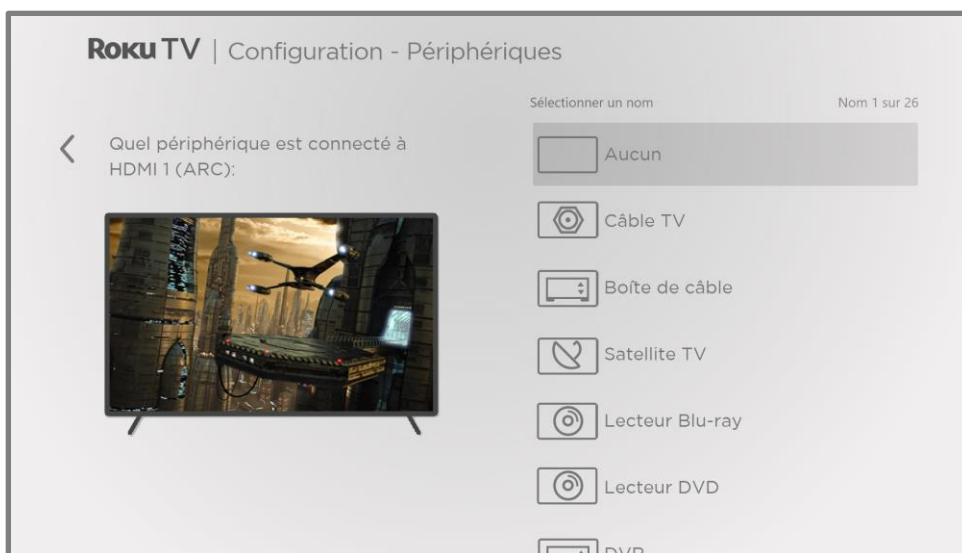 Roku TV | Configuration - Périphériques
Sélectionner un nom
Nom 1 sur 26
Quel périphérique est connecté à
HDMI 1 (ARC):
Aucun
Câble TV
Boîte de câble
Satellite TV
Lecteur Blu-ray
Lecteur DVD